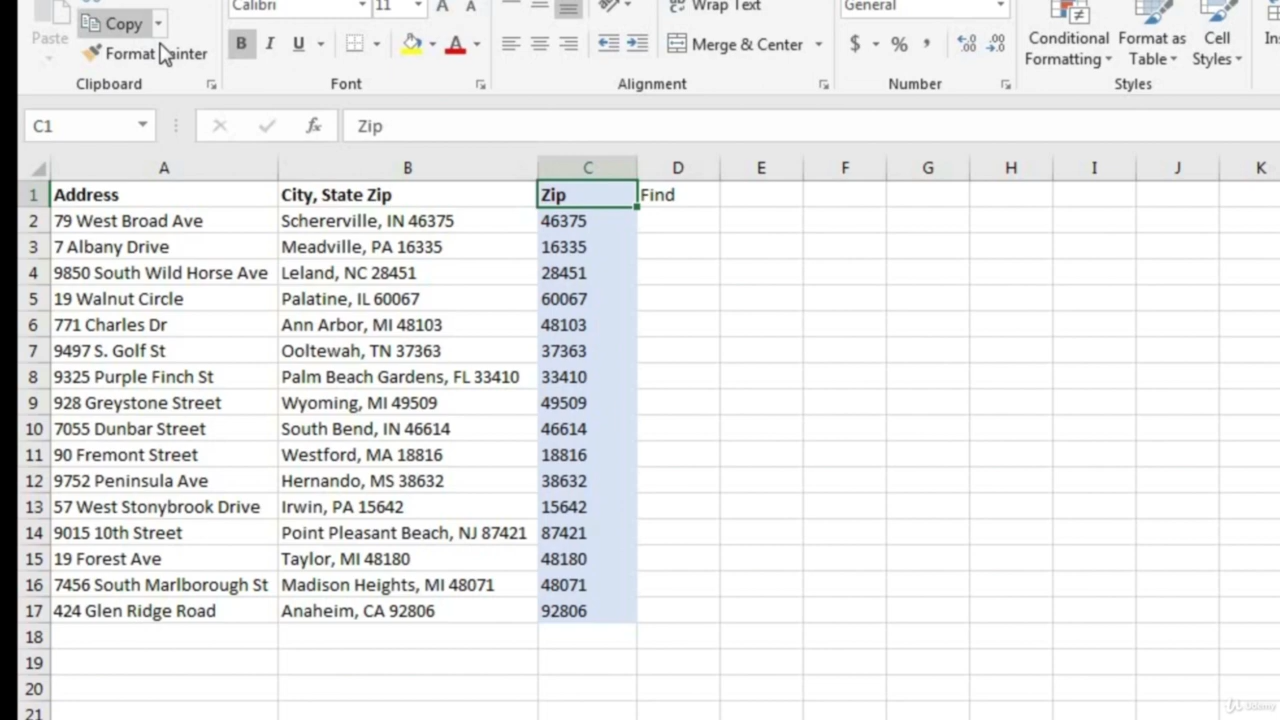 Calibri 11 Wrap Text General
Copy
Paste Format Painter B I U Merge & Center $ % , Conditional Formatting Format as Table Cell Styles
Clipboard Font Alignment Number Styles
C1 fx Zip
A B C D E F G H I J K
1 Address City, State Zip Zip Find
2 79 West Broad Ave Schererville, IN 46375 46375
3 7 Albany Drive Meadville, PA 16335 16335
4 9850 South Wild Horse Ave Leland, NC 28451 28451
5 19 Walnut Circle Palatine, IL 60067 60067
6 771 Charles Dr Ann Arbor, MI 48103 48103
7 9497 S. Golf St Ooltewah, TN 37363 37363
8 9325 Purple Finch St Palm Beach Gardens, FL 33410 33410
9 928 Greystone Street Wyoming, MI 49509 49509
10 7055 Dunbar Street South Bend, IN 46614 46614
11 90 Fremont Street Westford, MA 18816 18816
12 9752 Peninsula Ave Hernando, MS 38632 38632
13 57 West Stonybrook Drive Irwin, PA 15642 15642
14 9015 10th Street Point Pleasant Beach, NJ 87421 87421
15 19 Forest Ave Taylor, MI 48180 48180
16 7456 South Marlborough St Madison Heights, MI 48071 48071
17 424 Glen Ridge Road Anaheim, CA 92806 92806
18
19
20
21
Udemy